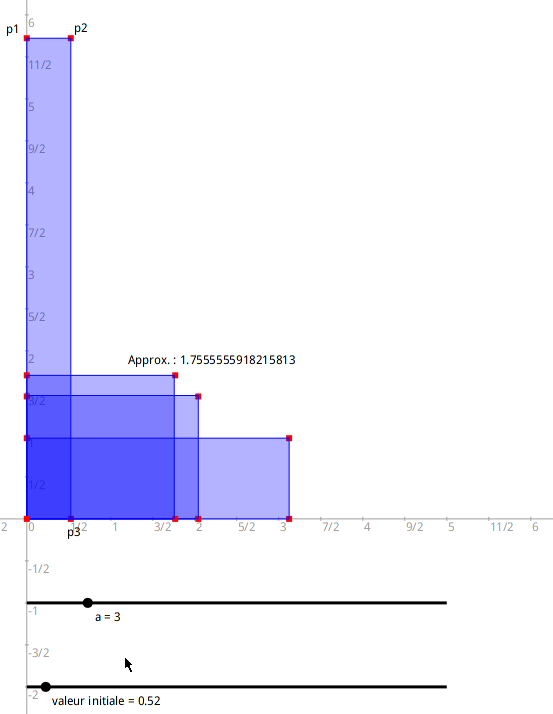 6
p1 p2
11/2
5
9/2
4
7/2
3
5/2
2
Approx. : 1.7555555918215813
3/2
1
1/2
2 0 1/2 1 3/2 2 5/2 3 7/2 4 9/2 5 11/2 6
p3
-1/2
-1
a = 3
-3/2
-2
valeur initiale = 0.52